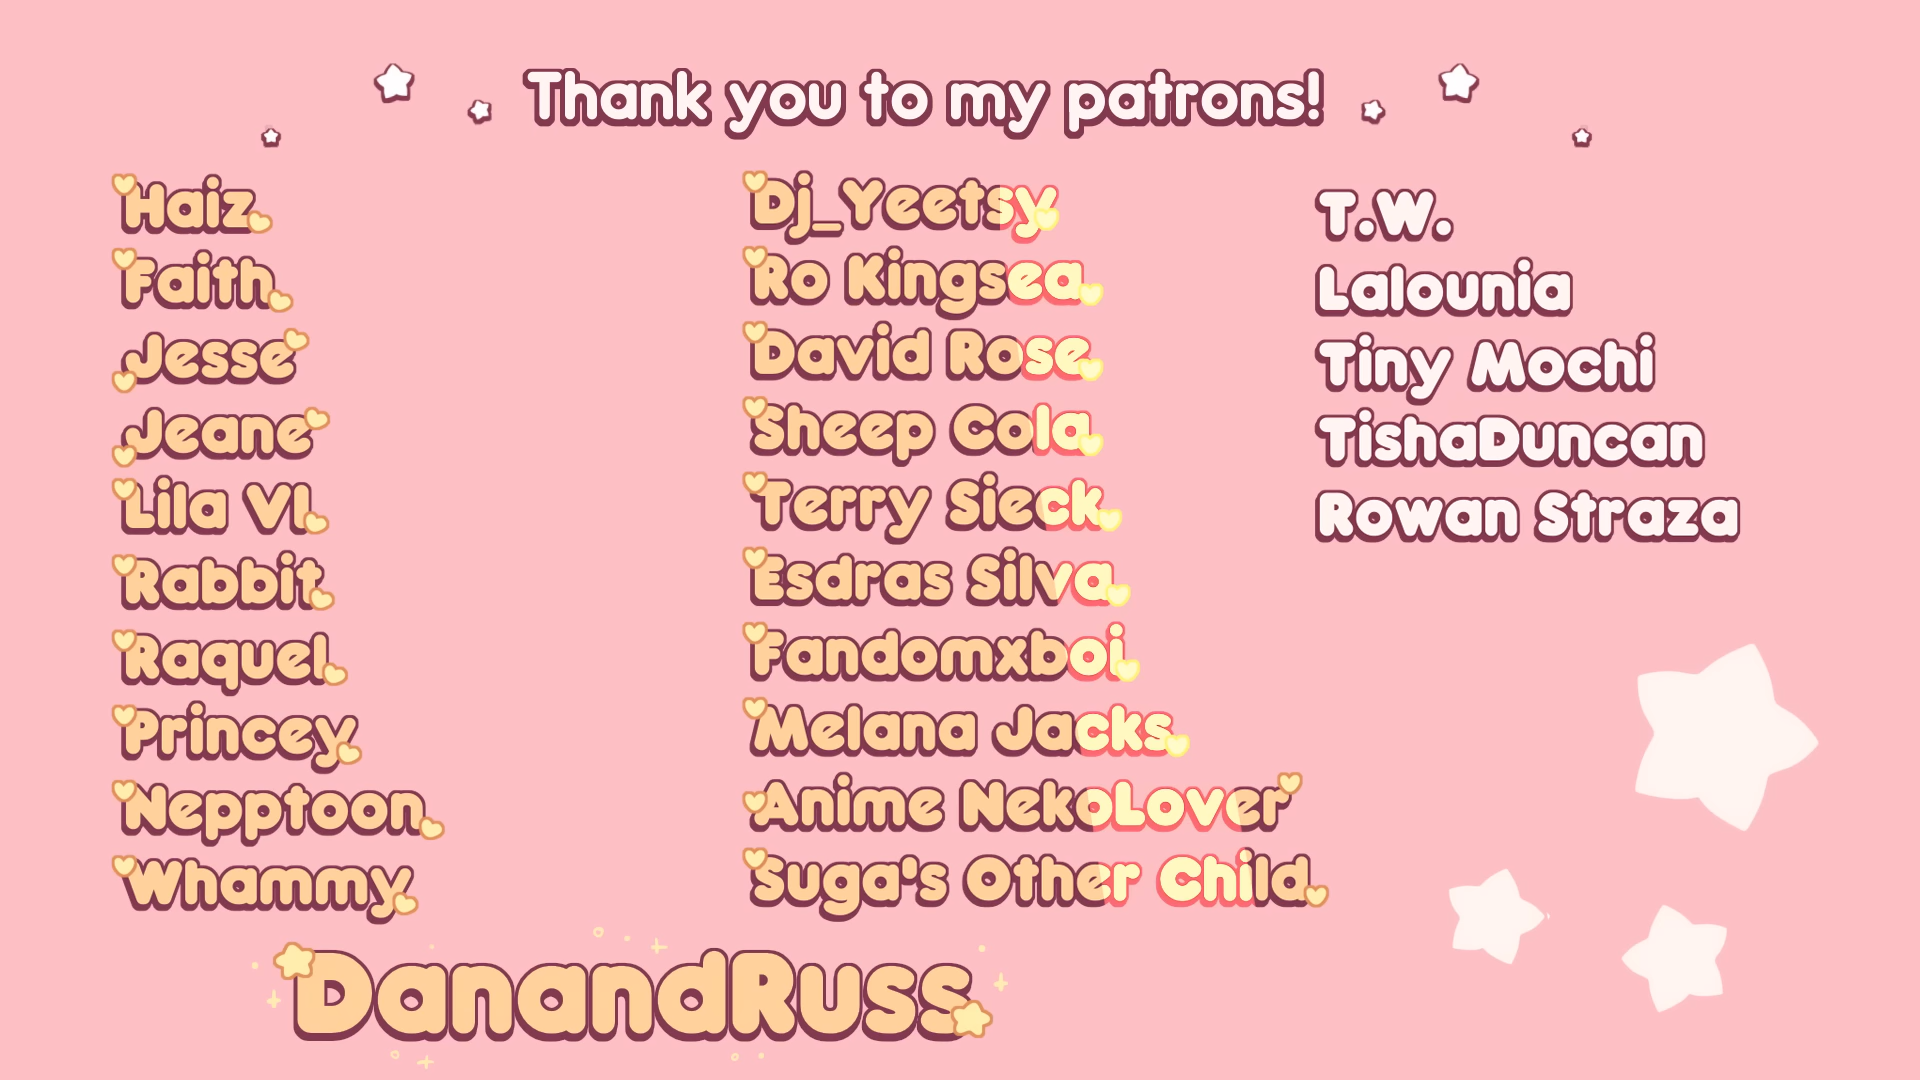 Thank you to my patrons!
Haiz
Faith
Jesse
Jeane
Lila VI
Rabbit
Raquel
Princey
Nepptoon
Whammy
Dj_Yeetsy
Ro Kingsea
David Rose
Sheep Cola
Terry Sieck
Esdras Silva
Fandomxboi
Melana Jacks
Anime NekoLover
Suga's Other Child
T.W.
Lalounia
Tiny Mochi
TishaDuncan
Rowan Straza
DanandRuss